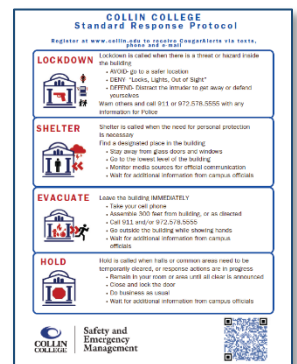 COLLIN COLLEGE
Standard Response Protocol
Register at www.collin.edu to receive CougarAlerts via texts,
phone and e-mail
LOCKDOWN
Lockdown is called when there is a threat or hazard inside
the building
• AVOID- go to a safer location
• DENY- "Locks, Lights, Out of Sight"
• DEFEND- Distract the intruder to get away or defend
yourselves
Warn others and call 911 or 972.578.5555 with any
information for Police
SHELTER
Shelter is called when the need for personal protection
is necessary
Find a designated place in the building
• Stay away from glass doors and windows
• Go to the lowest level of the building
• Monitor media sources for official communication
• Wait for additional information from campus officials
EVACUATE
Leave the building IMMEDIATELY
• Take your cell phone
• Assemble 300 feet from building, or as directed
• Call 911 and/or 972.578.5555
• Go outside the building while showing hands
• Wait for additional information from campus
officials
HOLD
Hold is called when halls or common areas need to be
temporarily cleared, or response actions are in progress
• Remain in your room or area until all clear is announced
• Close and lock the door
• Do business as usual
• Wait for additional information from campus officials
COLLIN
COLLEGE
Safety and
Emergency
Management